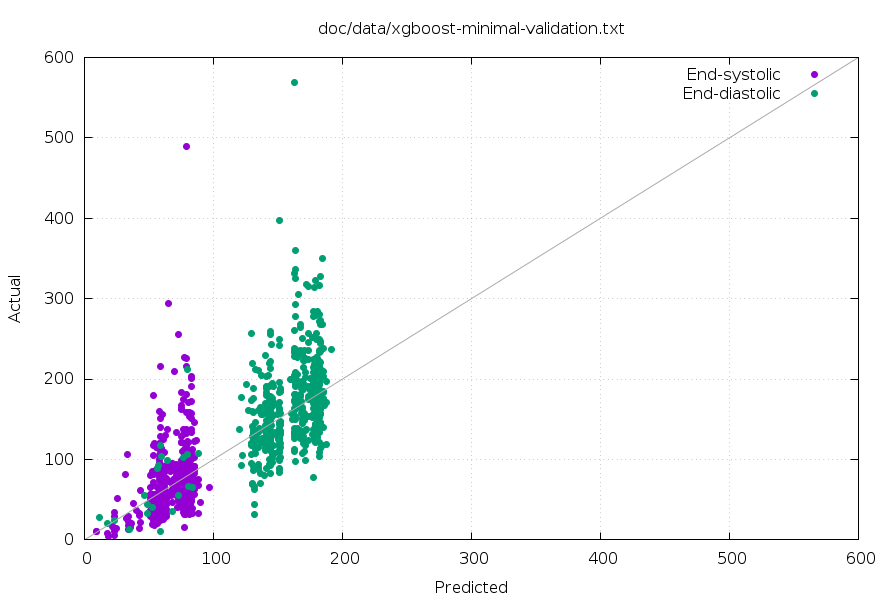 doc/data/xgboost-minimal-validation.txt
End-systolic
End-diastolic
600
500
400
300
200
100
0
Actual
0 100 200 300 400 500 600
Predicted